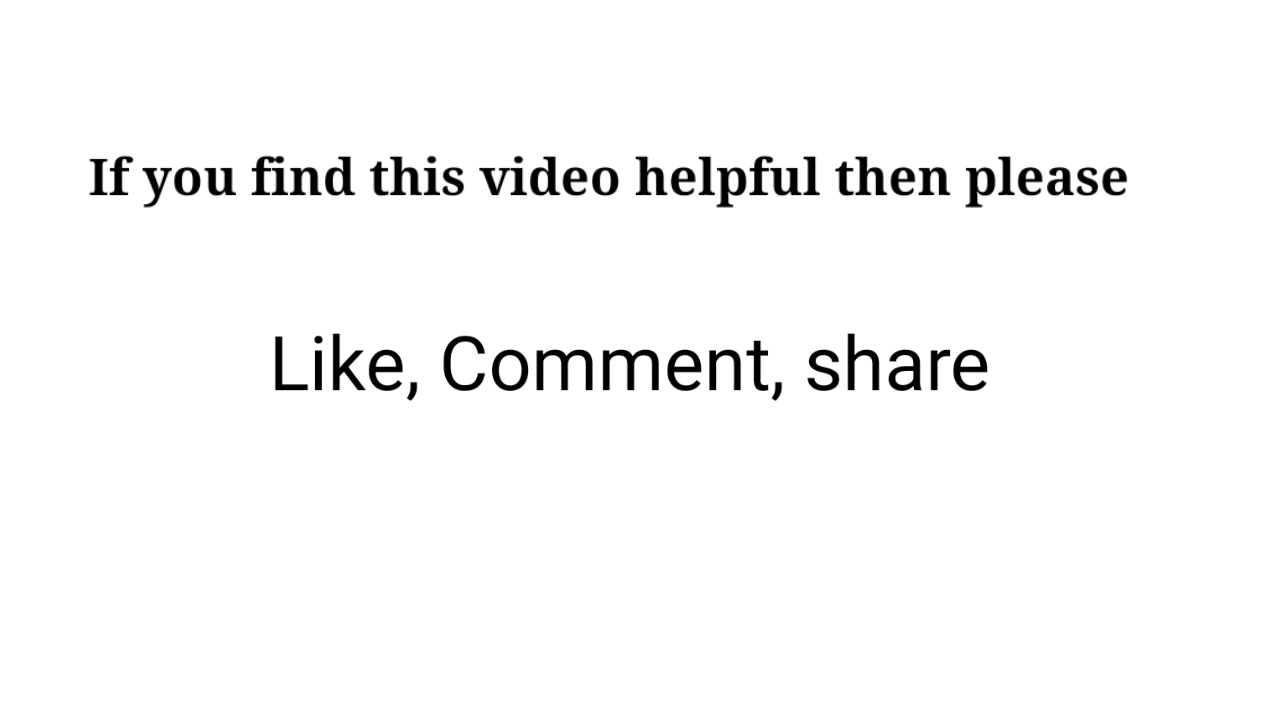 If you find this video helpful then please
Like, Comment, share